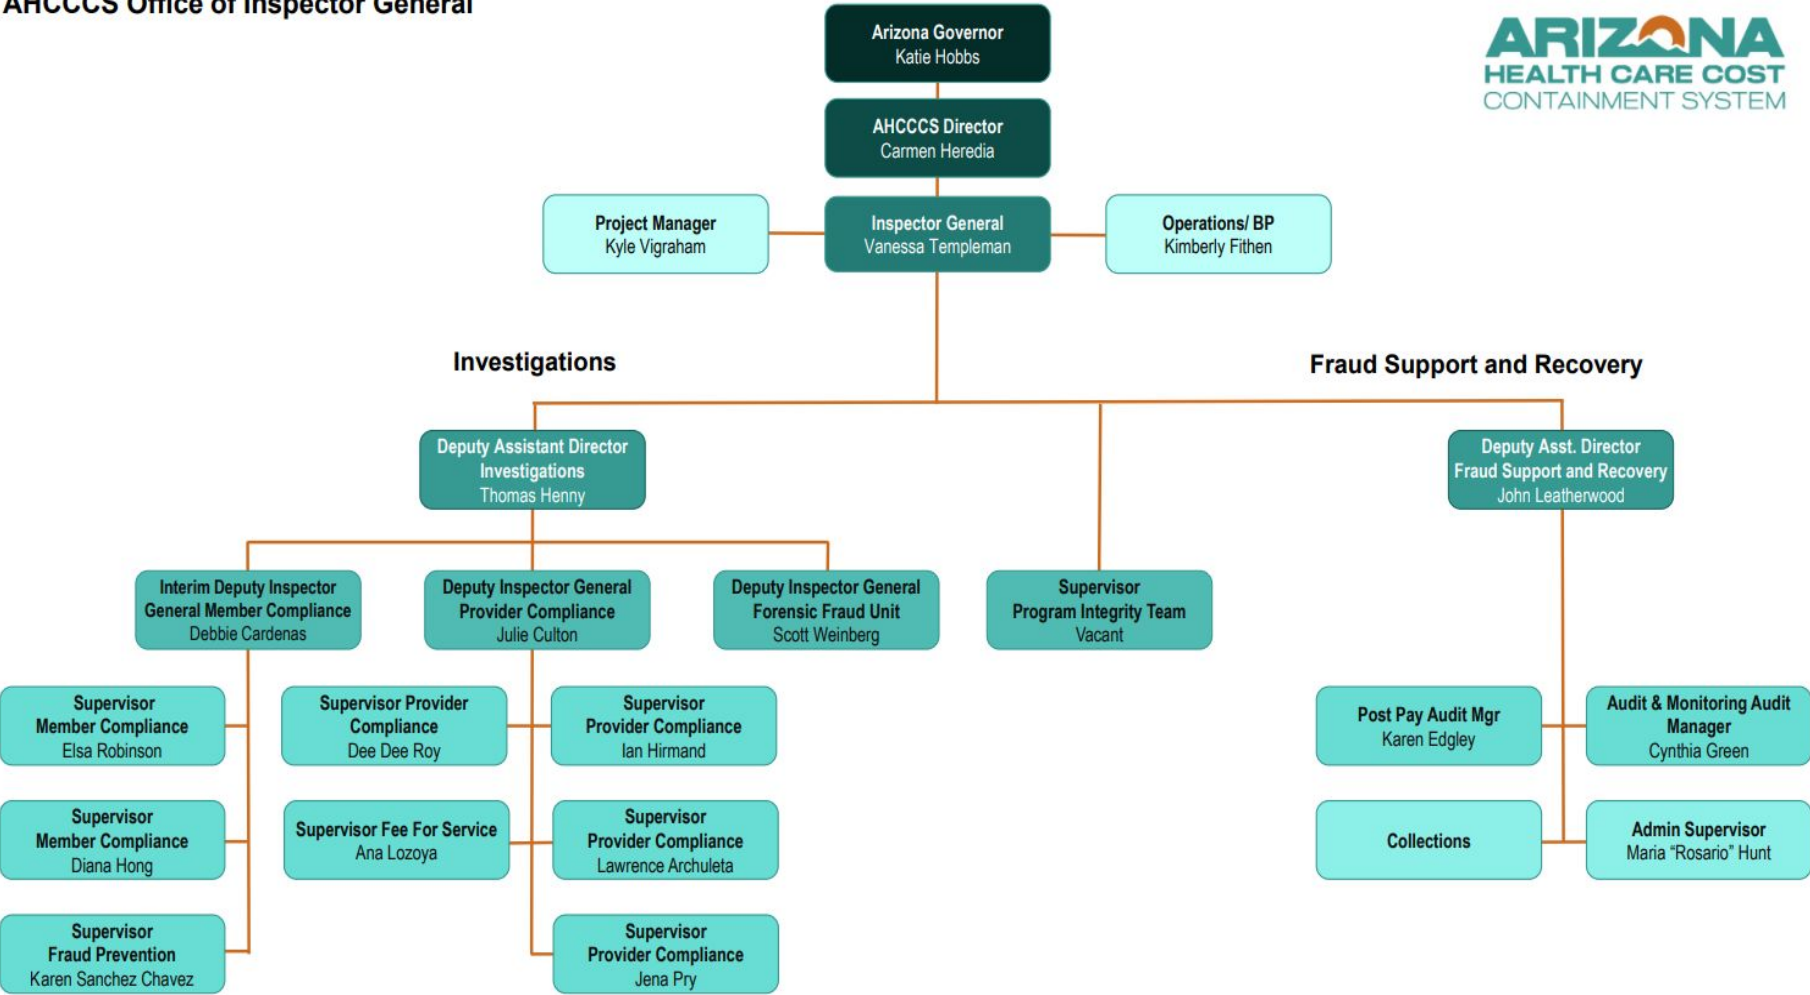 AHCCCS Office of Inspector General
ARIZONA
HEALTH CARE COST
CONTAINMENT SYSTEM
Arizona Governor
Katie Hobbs
AHCCCS Director
Carmen Heredia
Project Manager
Kyle Vigraham
Inspector General
Vanessa Templeman
Operations/ BP
Kimberly Fithen
Investigations
Fraud Support and Recovery
Deputy Assistant Director
Investigations
Thomas Henny
Deputy Asst. Director
Fraud Support and Recovery
John Leatherwood
Interim Deputy Inspector
General Member Compliance
Debbie Cardenas
Deputy Inspector General
Provider Compliance
Julie Culton
Deputy Inspector General
Forensic Fraud Unit
Scott Weinberg
Supervisor
Program Integrity Team
Vacant
Supervisor
Member Compliance
Elsa Robinson
Supervisor Provider
Compliance
Dee Dee Roy
Supervisor
Provider Compliance
Ian Hirmand
Post Pay Audit Mgr
Karen Edgley
Audit & Monitoring Audit
Manager
Cynthia Green
Supervisor
Member Compliance
Diana Hong
Supervisor Fee For Service
Ana Lozoya
Supervisor
Provider Compliance
Lawrence Archuleta
Collections
Admin Supervisor
Maria “Rosario” Hunt
Supervisor
Fraud Prevention
Karen Sanchez Chavez
Supervisor
Provider Compliance
Jena Pry